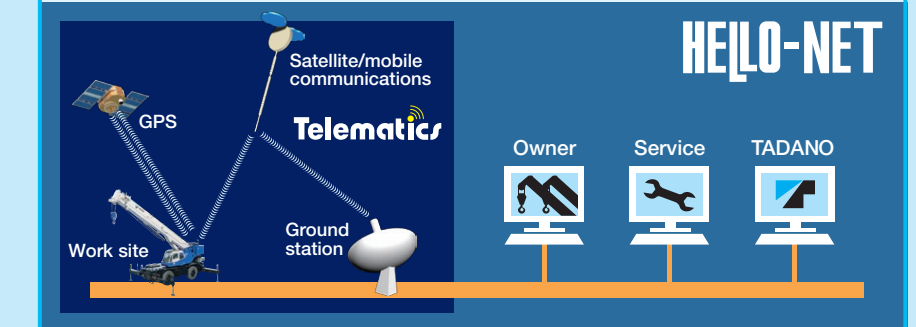 HELLO-NET
Satellite/mobile
communications
GPS
Telematics
Owner
Service
TADANO
Ground
station
Work site